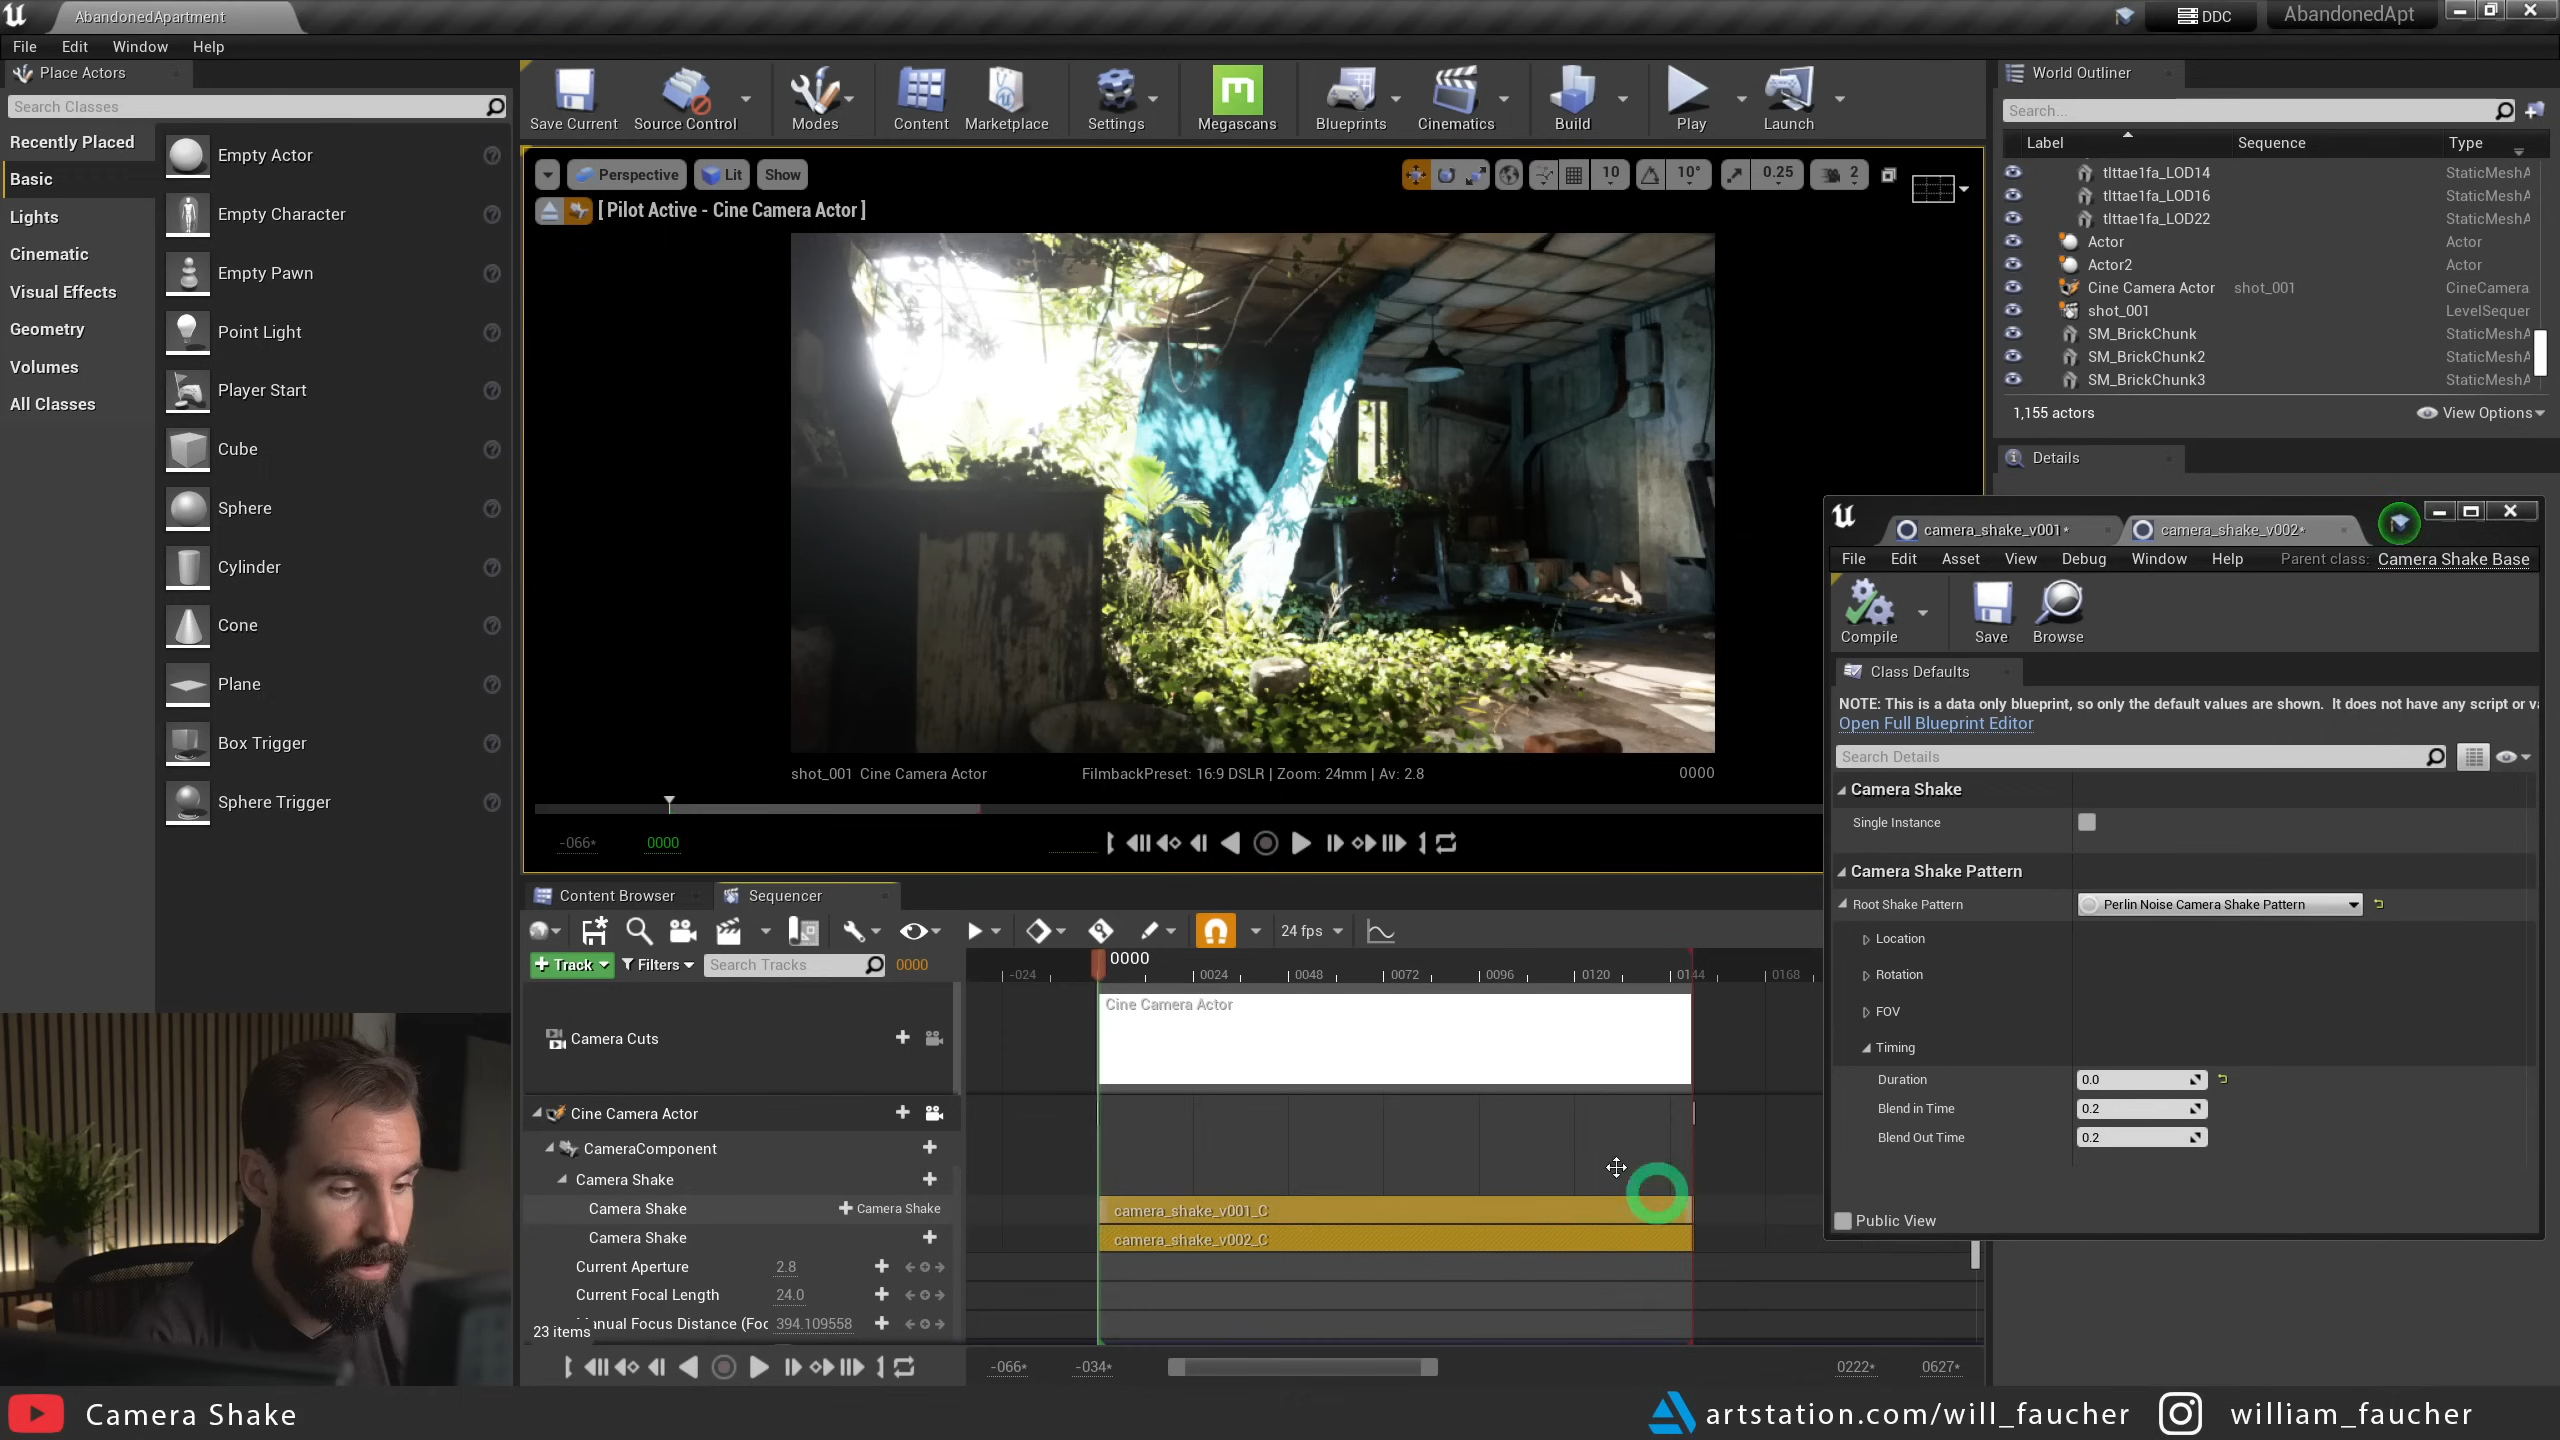 AbandonedApartment
DDC
AbandonedApt
File Edit Window Help
Place Actors
Search Classes
Recently Placed
Basic
Lights
Cinematic
Visual Effects
Geometry
Volumes
All Classes
Empty Actor
Empty Character
Empty Pawn
Point Light
Player Start
Cube
Sphere
Cylinder
Cone
Plane
Box Trigger
Sphere Trigger
Save Current Source Control Modes Content Marketplace Settings Megascans Blueprints Cinematics Build Play Launch
Perspective Lit Show 10 10° 0.25 2
[ Pilot Active - Cine Camera Actor ]
shot_001 Cine Camera Actor FilmbackPreset: 16:9 DSLR | Zoom: 24mm | Av: 2.8 0000
-066* 0000
World Outliner
Search...
Label Sequence Type
tlttae1fa_LOD14 StaticMeshA
tlttae1fa_LOD16 StaticMeshA
tlttae1fa_LOD22 StaticMeshA
Actor Actor
Actor2 Actor
Cine Camera Actor shot_001 CineCamera
shot_001 LevelSequer
SM_BrickChunk StaticMeshA
SM_BrickChunk2 StaticMeshA
SM_BrickChunk3 StaticMeshA
1,155 actors View Options
Details
camera_shake_v001* camera_shake_v002*
File Edit Asset View Debug Window Help Parent class: Camera Shake Base
Compile Save Browse
Class Defaults
NOTE: This is a data only blueprint, so only the default values are shown. It does not have any script or va
Open Full Blueprint Editor
Search Details
Camera Shake
Single Instance
Camera Shake Pattern
Root Shake Pattern Perlin Noise Camera Shake Pattern
Location
Rotation
FOV
Timing
Duration 0.0
Blend in Time 0.2
Blend Out Time 0.2
Public View
Content Browser Sequencer
24 fps
Track Filters Search Tracks 0000
0000
-024 0024 0048 0072 0096 0120 0144 0168
Cine Camera Actor
Camera Cuts
Cine Camera Actor
CameraComponent
Camera Shake
Camera Shake Camera Shake
camera_shake_v001_C
Camera Shake
camera_shake_v002_C
Current Aperture 2.8
Current Focal Length 24.0
Manual Focus Distance (Foc 394.109558
23 items
-066* -034* 0222* 0627*
Camera Shake
artstation.com/will_faucher
william_faucher